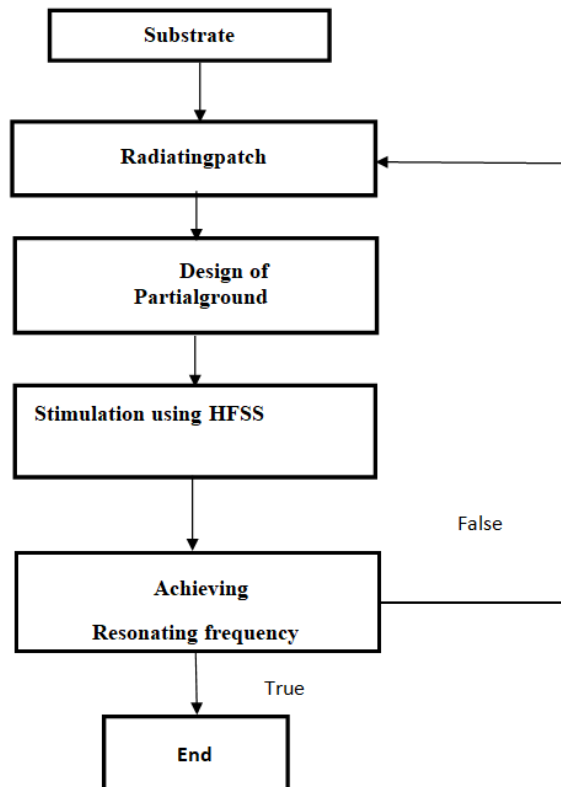 Substrate
Radiatingpatch
Design of
Partialground
Stimulation using HFSS
False
Achieving
Resonating frequency
True
End